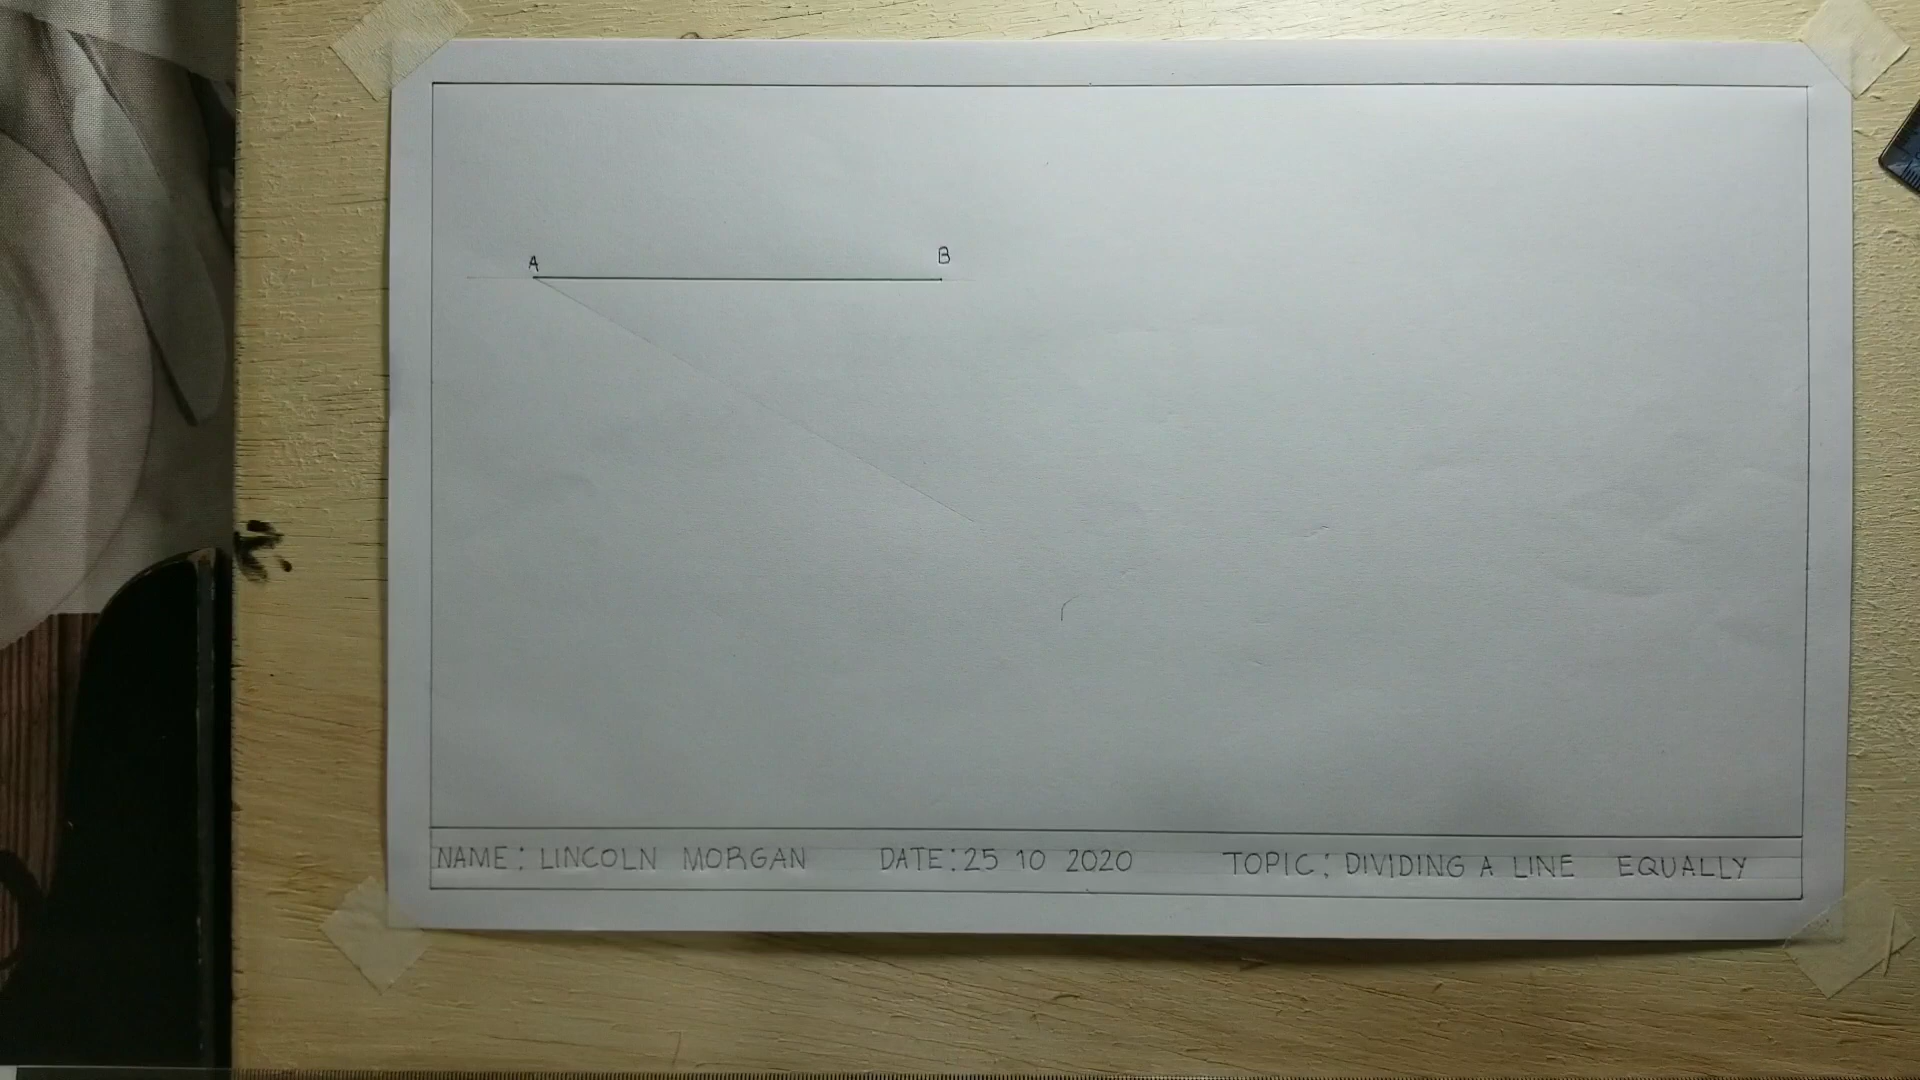 A
B
NAME: LINCOLN MORGAN DATE:25 10 2020 TOPIC: DIVIDING A LINE EQUALLY